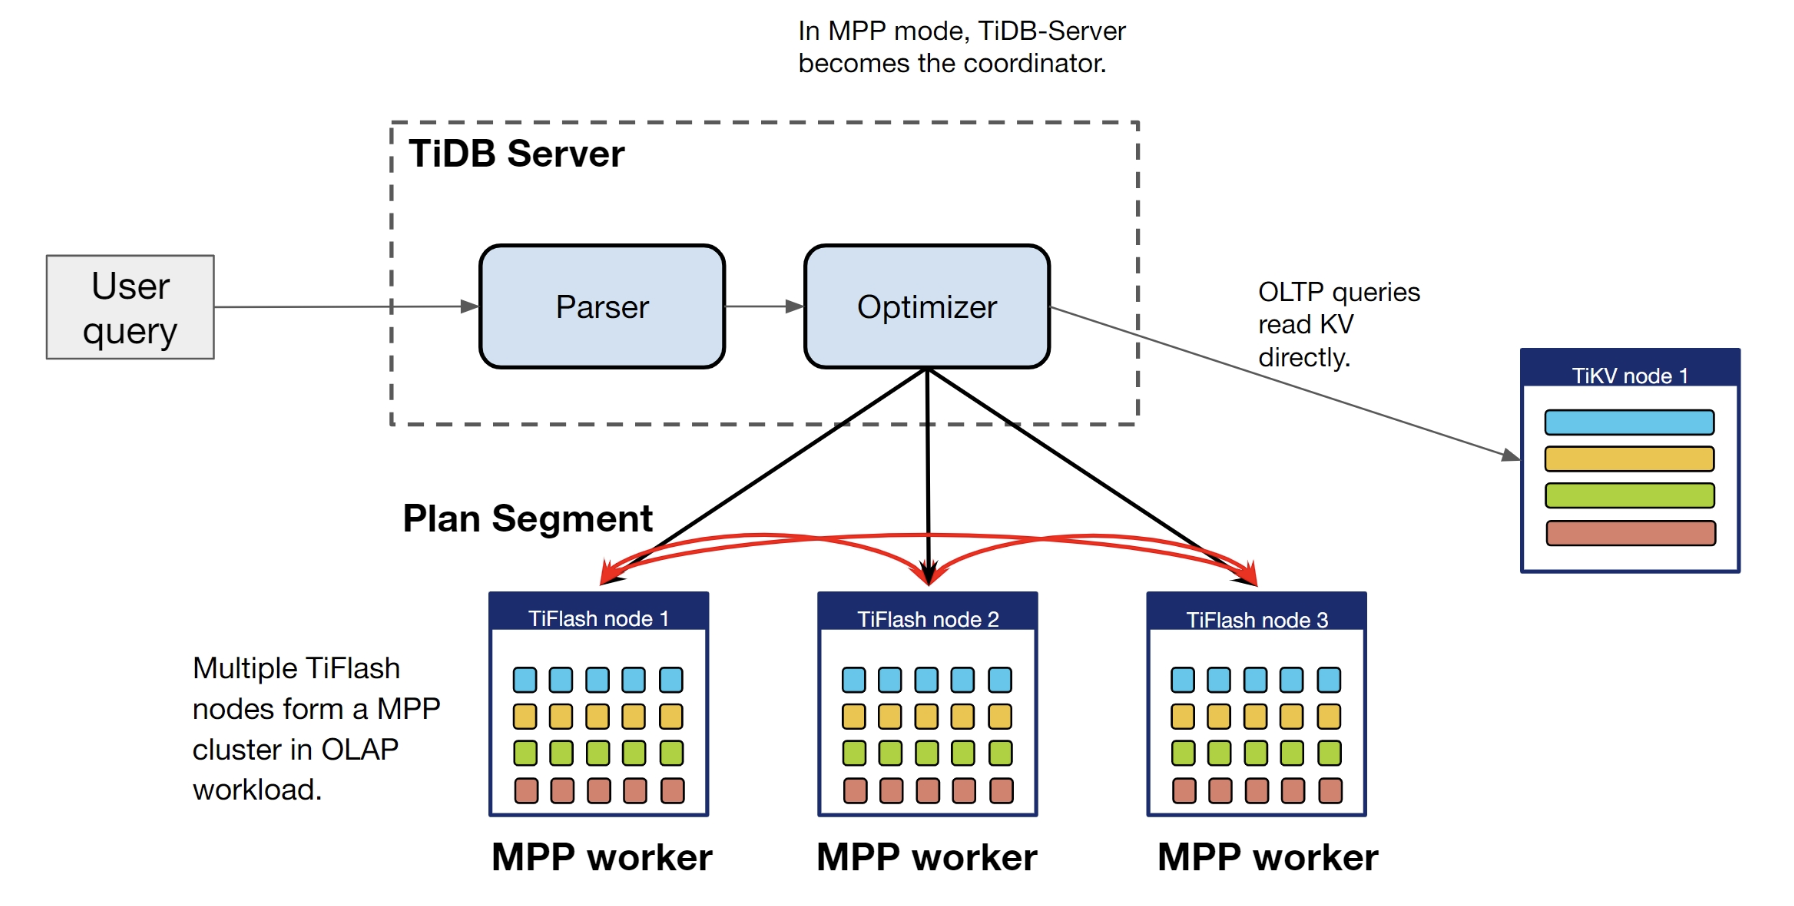 In MPP mode, TiDB-Server
becomes the coordinator.
TiDB Server
User
query
Parser
Optimizer
OLTP queries
read KV
directly.
TiKV node 1
Plan Segment
TiFlash node 1
TiFlash node 2
TiFlash node 3
Multiple TiFlash
nodes form a MPP
cluster in OLAP
workload.
MPP worker
MPP worker
MPP worker